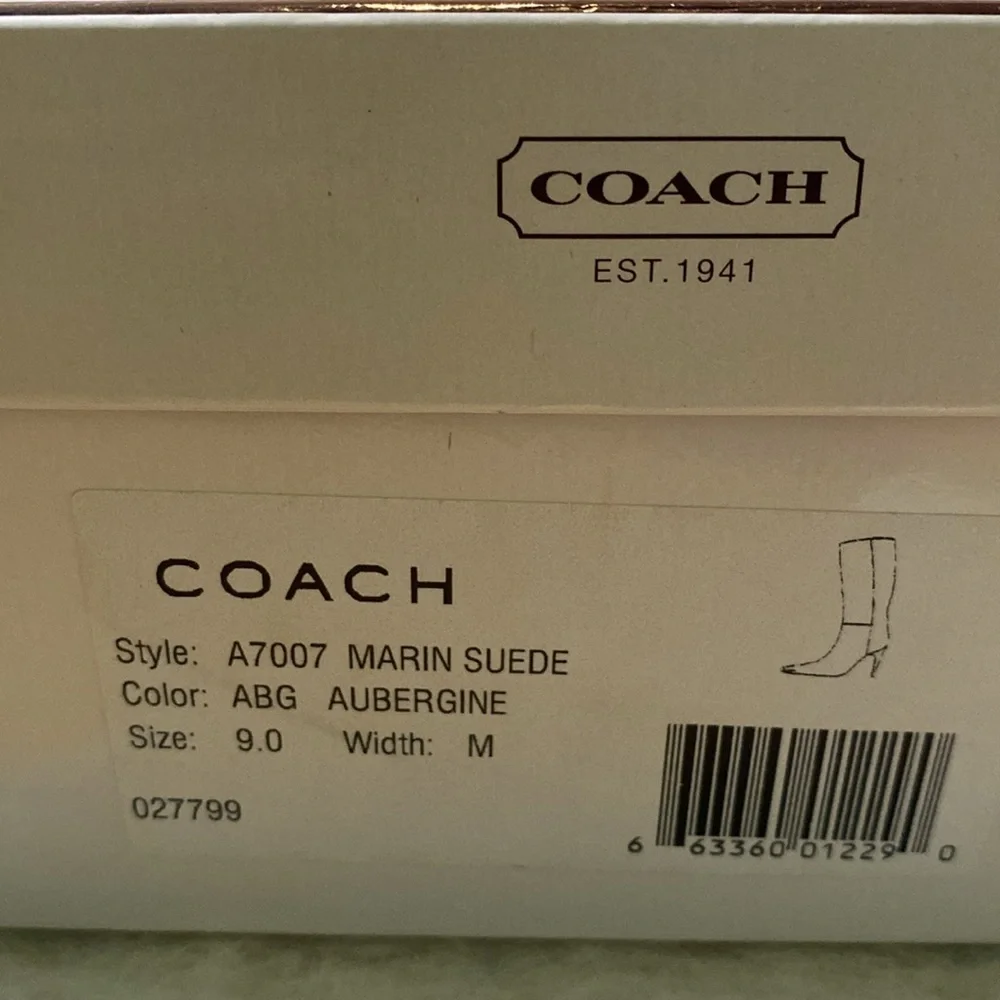 COACH
EST.1941
COACH
Style: A7007 MARIN SUEDE
Color: ABG AUBERGINE
Size: 9.0 Width: M
027799
6 63360 01229 0